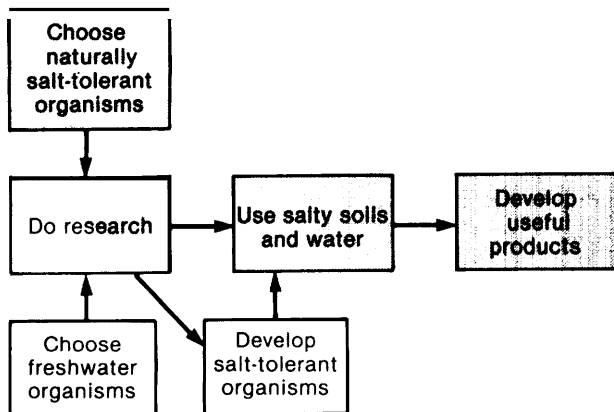 Choose
naturally
salt-tolerant
organisms
Do research
Use salty soils
and water
Develop
useful
products
Choose
freshwater
organisms
Develop
salt-tolerant
organisms